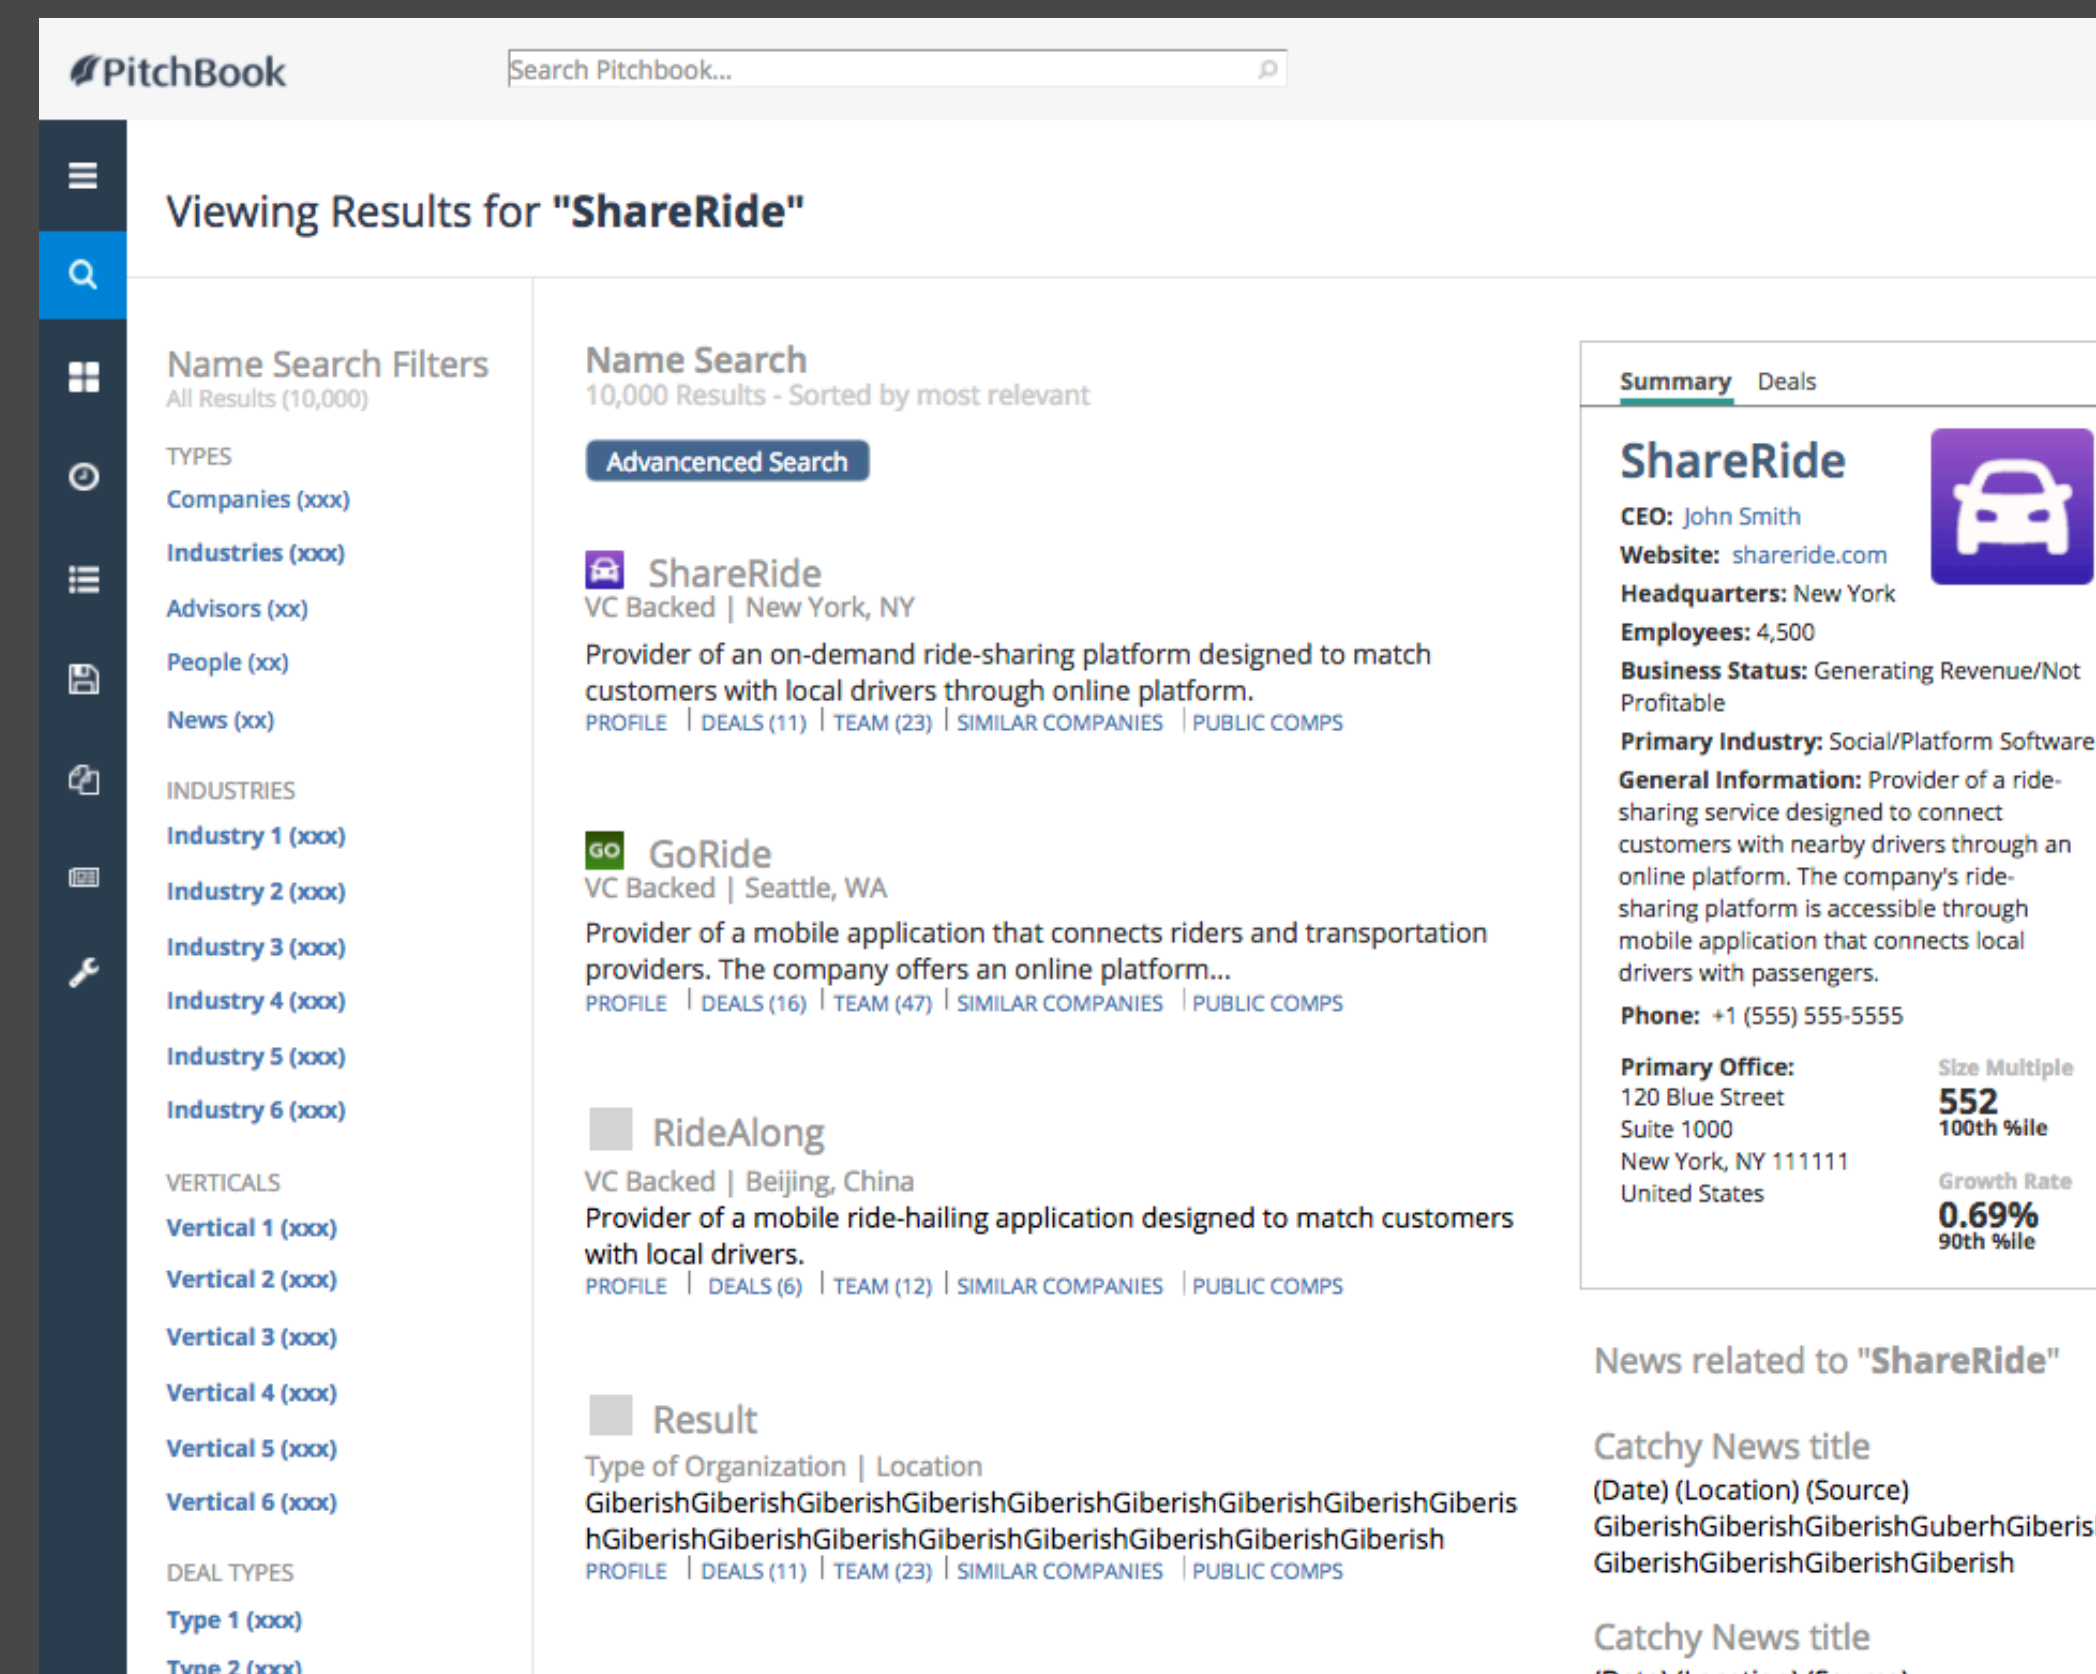 PitchBook
Search Pitchbook...
Viewing Results for "ShareRide"
Name Search Filters
All Results (10,000)
TYPES
Companies (xxx)
Industries (xxx)
Advisors (xx)
People (xx)
News (xx)
INDUSTRIES
Industry 1 (xxx)
Industry 2 (xxx)
Industry 3 (xxx)
Industry 4 (xxx)
Industry 5 (xxx)
Industry 6 (xxx)
VERTICALS
Vertical 1 (xxx)
Vertical 2 (xxx)
Vertical 3 (xxx)
Vertical 4 (xxx)
Vertical 5 (xxx)
Vertical 6 (xxx)
DEAL TYPES
Type 1 (xxx)
Type 2 (xxx)
Name Search
10,000 Results - Sorted by most relevant
Advancenced Search
ShareRide
VC Backed | New York, NY
Provider of an on-demand ride-sharing platform designed to match
customers with local drivers through online platform.
PROFILE | DEALS (11) | TEAM (23) | SIMILAR COMPANIES | PUBLIC COMPS
GO GoRide
VC Backed | Seattle, WA
Provider of a mobile application that connects riders and transportation
providers. The company offers an online platform...
PROFILE | DEALS (16) | TEAM (47) | SIMILAR COMPANIES | PUBLIC COMPS
RideAlong
VC Backed | Beijing, China
Provider of a mobile ride-hailing application designed to match customers
with local drivers.
PROFILE | DEALS (6) | TEAM (12) | SIMILAR COMPANIES | PUBLIC COMPS
Result
Type of Organization | Location
GiberishGiberishGiberishGiberishGiberishGiberishGiberishGiberishGiberis
hGiberishGiberishGiberishGiberishGiberishGiberishGiberishGiberish
PROFILE | DEALS (11) | TEAM (23) | SIMILAR COMPANIES | PUBLIC COMPS
Summary Deals
ShareRide
CEO: John Smith
Website: shareride.com
Headquarters: New York
Employees: 4,500
Business Status: Generating Revenue/Not
Profitable
Primary Industry: Social/Platform Software
General Information: Provider of a ride-
sharing service designed to connect
customers with nearby drivers through an
online platform. The company's ride-
sharing platform is accessible through
mobile application that connects local
drivers with passengers.
Phone: +1 (555) 555-5555
Primary Office:
120 Blue Street
Suite 1000
New York, NY 111111
United States
Size Multiple
552
100th %ile
Growth Rate
0.69%
90th %ile
News related to "ShareRide"
Catchy News title
(Date) (Location) (Source)
GiberishGiberishGiberishGuberhGiberis
GiberishGiberishGiberishGiberish
Catchy News title
(Date) (Location) (Source)